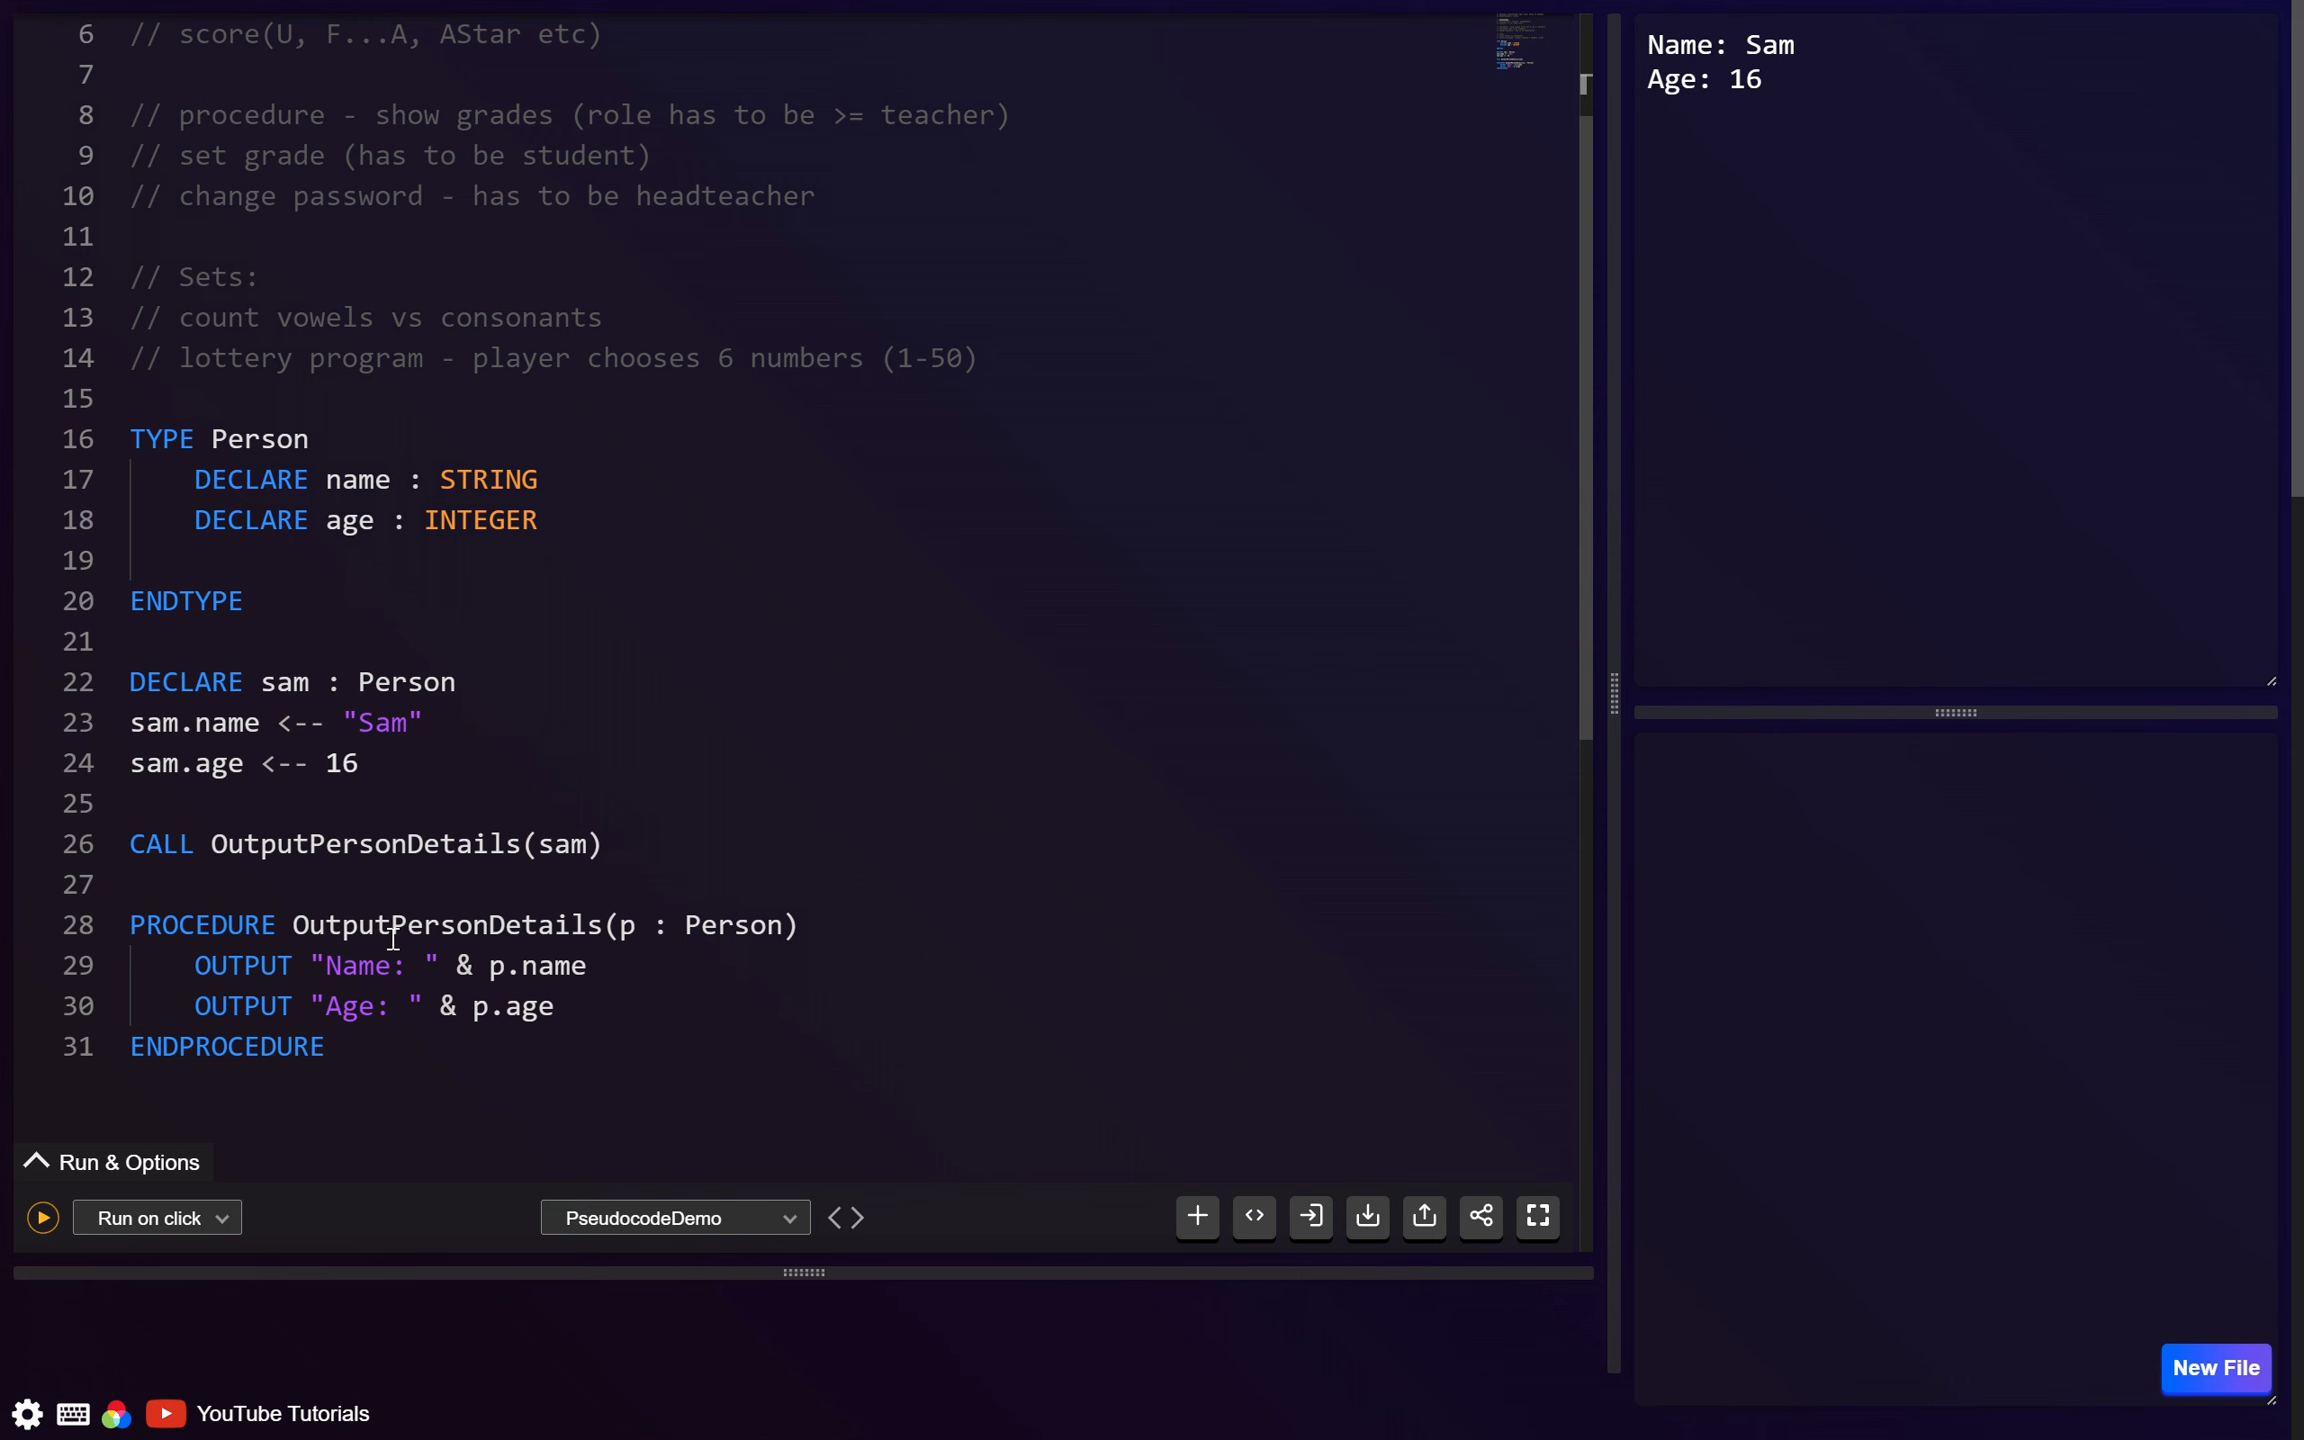 6 // score(U, F...A, AStar etc)
7
8 // procedure - show grades (role has to be >= teacher)
9 // set grade (has to be student)
10 // change password - has to be headteacher
11
12 // Sets:
13 // count vowels vs consonants
14 // lottery program - player chooses 6 numbers (1-50)
15
16 TYPE Person
17     DECLARE name : STRING
18     DECLARE age : INTEGER
19
20 ENDTYPE
21
22 DECLARE sam : Person
23 sam.name <-- "Sam"
24 sam.age <-- 16
25
26 CALL OutputPersonDetails(sam)
27
28 PROCEDURE OutputPersonDetails(p : Person)
29     OUTPUT "Name: " & p.name
30     OUTPUT "Age: " & p.age
31 ENDPROCEDURE
Run & Options
Run on click
PseudocodeDemo
Name: Sam
Age: 16
New File
YouTube Tutorials